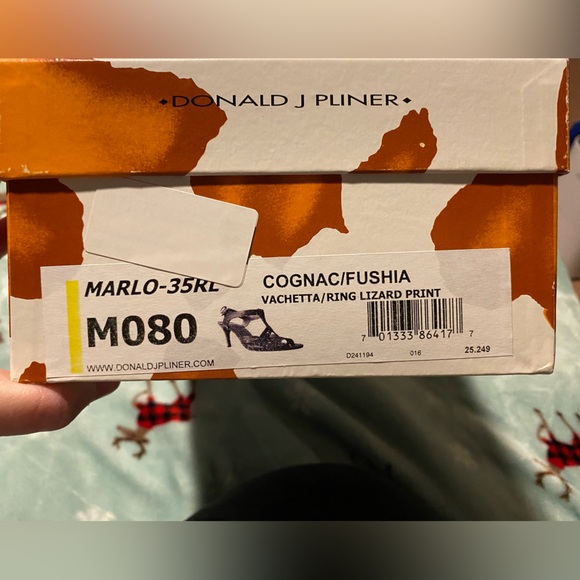 ◆DONALD J PLINER◆
MARLO-35RL
COGNAC/FUSHIA
VACHETTA/RING LIZARD PRINT
M080
7 01333 86417 7
D241194 016 25.249
WWW.DONALDJPLINER.COM